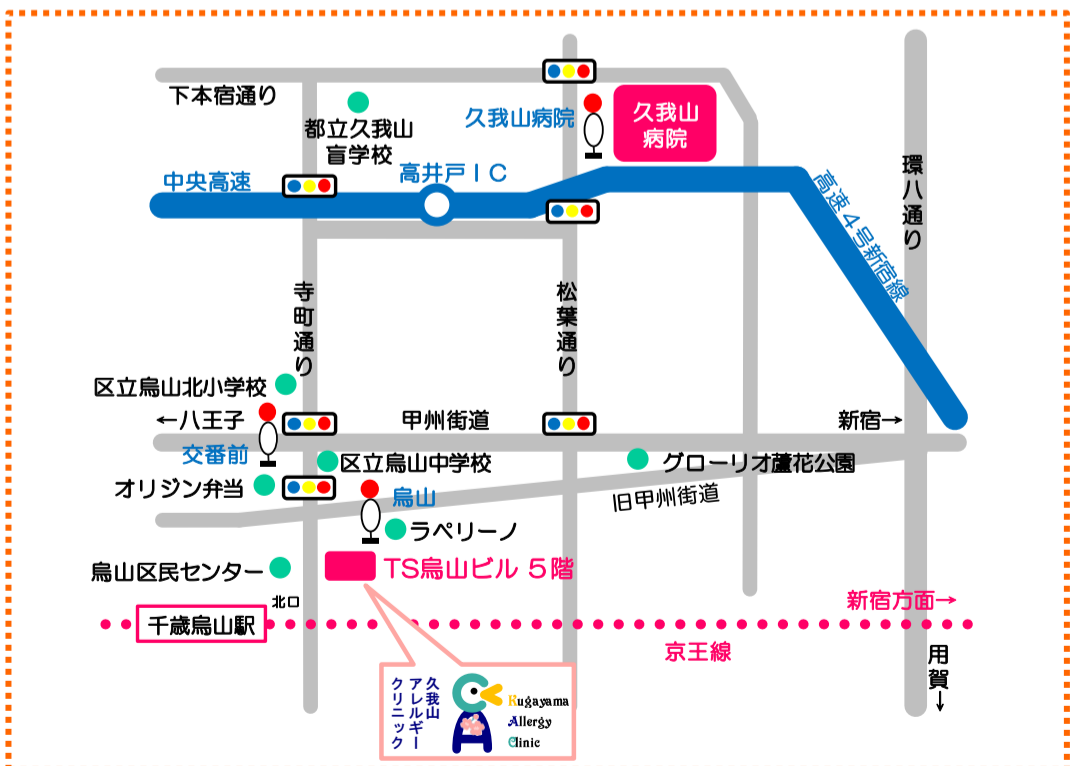 下本宿通り
都立久我山
盲学校
久我山病院
久我山
病院
中央高速
高井戸IC
高速4号新宿線
環八通り
寺町通り
松葉通り
区立烏山北小学校
←八王子
甲州街道
新宿→
交番前
区立烏山中学校
グローリオ蘆花公園
オリジン弁当
烏山
旧甲州街道
ラペリーノ
烏山区民センター
TS烏山ビル 5階
北口
千歳烏山駅
新宿方面→
京王線
用賀↓
久我山
アレルギー
クリニック
Kugayama
Allergy
Clinic